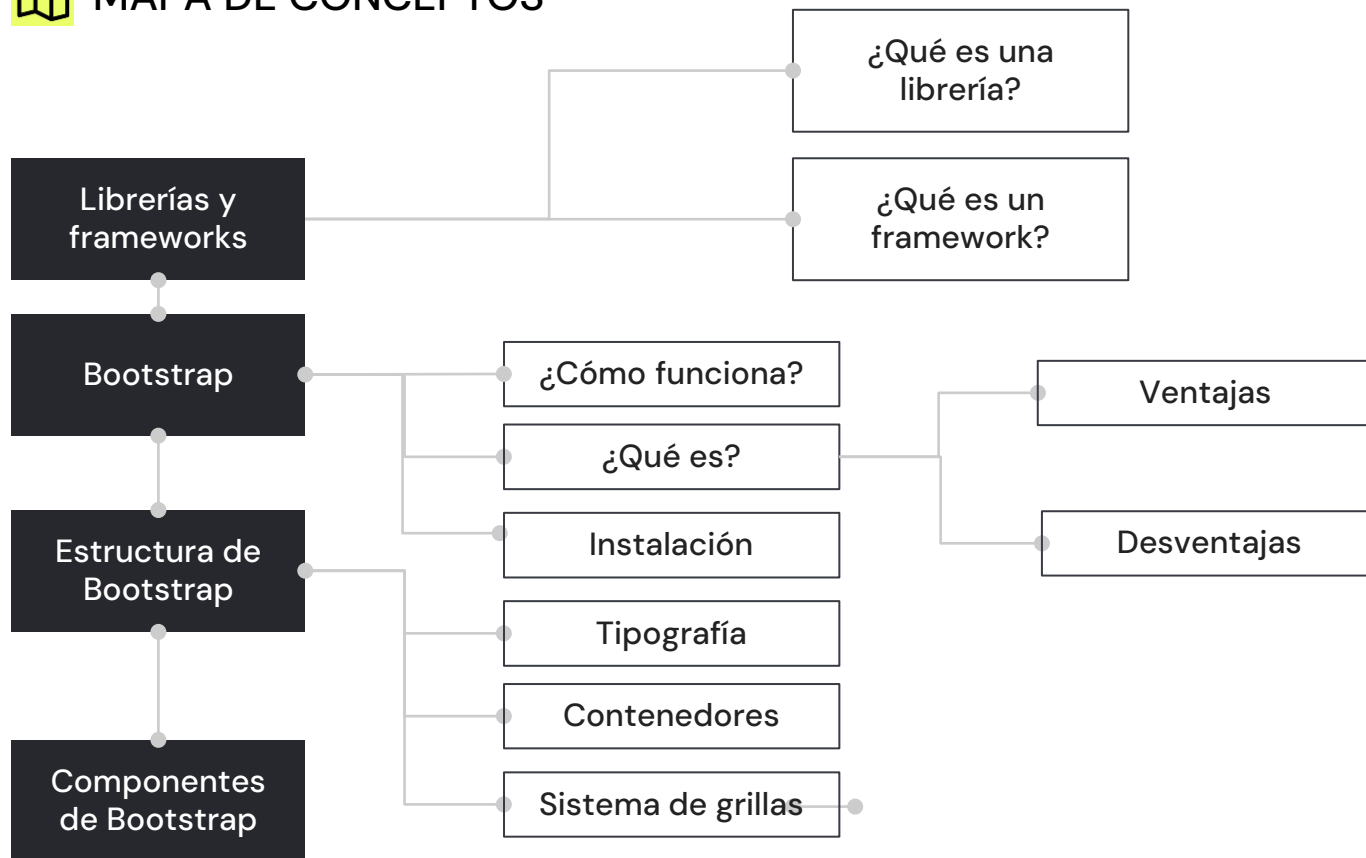 MAPA DE CONCEPTOS
¿Qué es una
librería?
Librerías y
frameworks
¿Qué es un
framework?
Bootstrap
¿Cómo funciona?
¿Qué es?
Instalación
Ventajas
Desventajas
Estructura de
Bootstrap
Tipografía
Contenedores
Sistema de grillas
Componentes
de Bootstrap